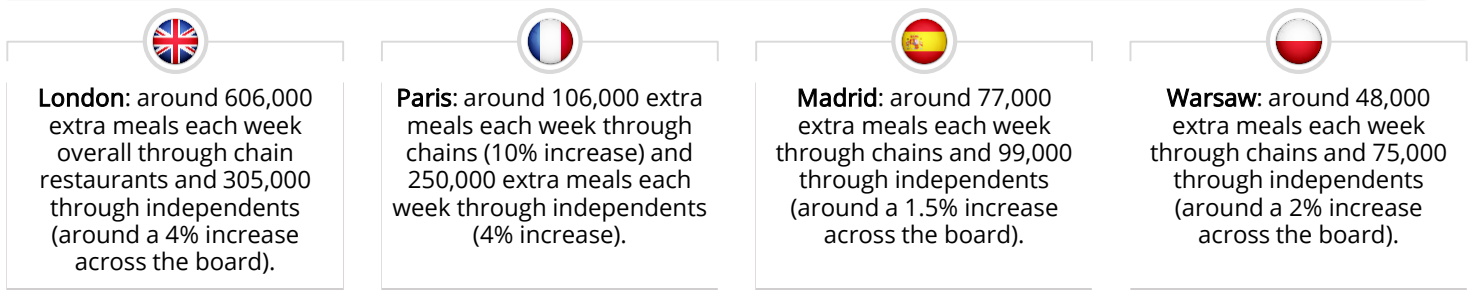 London: around 606,000
extra meals each week
overall through chain
restaurants and 305,000
through independents
(around a 4% increase
across the board).
Paris: around 106,000 extra
meals each week through
chains (10% increase) and
250,000 extra meals each
week through independents
(4% increase).
Madrid: around 77,000
extra meals each week
through chains and 99,000
through independents
(around a 1.5% increase
across the board).
Warsaw: around 48,000
extra meals each week
through chains and 75,000
through independents
(around a 2% increase
across the board).